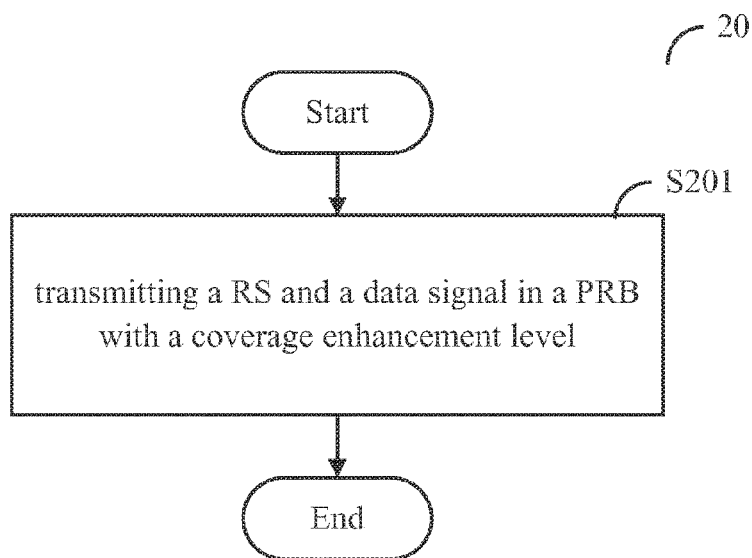 20
Start
S201
transmitting a RS and a data signal in a PRB
with a coverage enhancement level
End